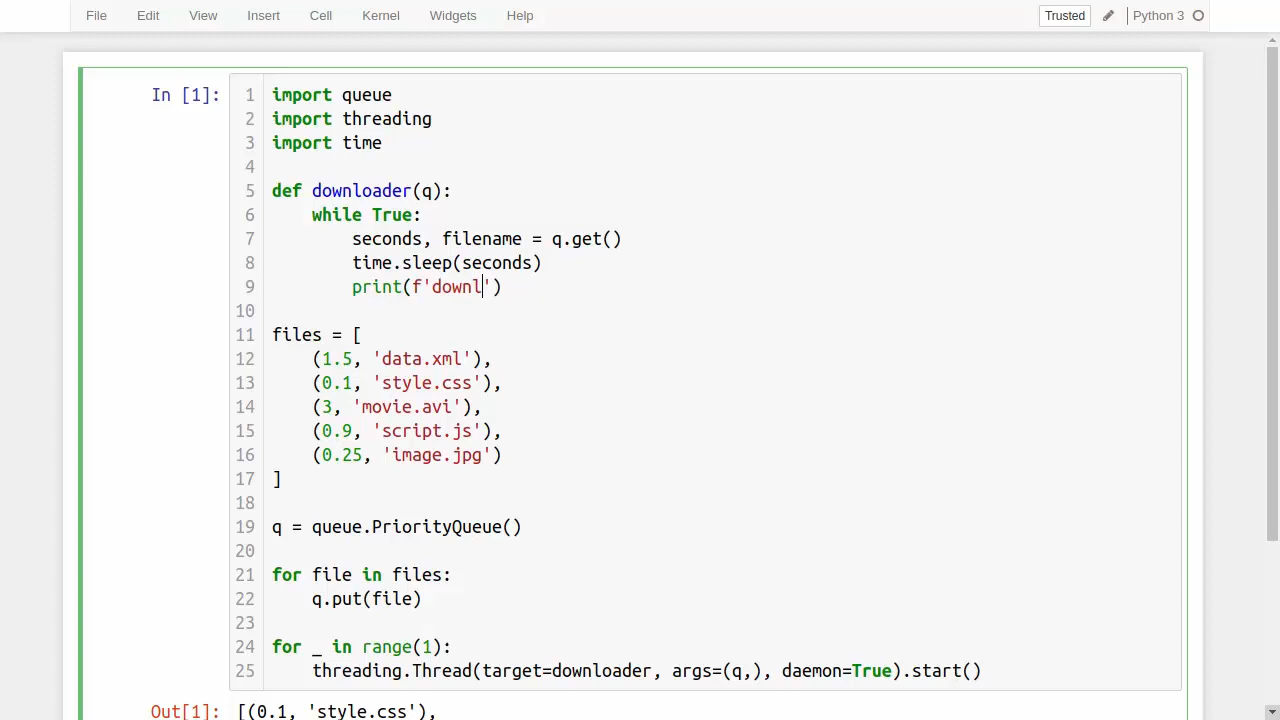 File Edit View Insert Cell Kernel Widgets Help Trusted Python 3
In [1]:
1 import queue
2 import threading
3 import time
4
5 def downloader(q):
6     while True:
7         seconds, filename = q.get()
8         time.sleep(seconds)
9         print(f'downl')
10
11 files = [
12     (1.5, 'data.xml'),
13     (0.1, 'style.css'),
14     (3, 'movie.avi'),
15     (0.9, 'script.js'),
16     (0.25, 'image.jpg')
17 ]
18
19 q = queue.PriorityQueue()
20
21 for file in files:
22     q.put(file)
23
24 for _ in range(1):
25     threading.Thread(target=downloader, args=(q,), daemon=True).start()
Out[1]: [(0.1, 'style.css'),